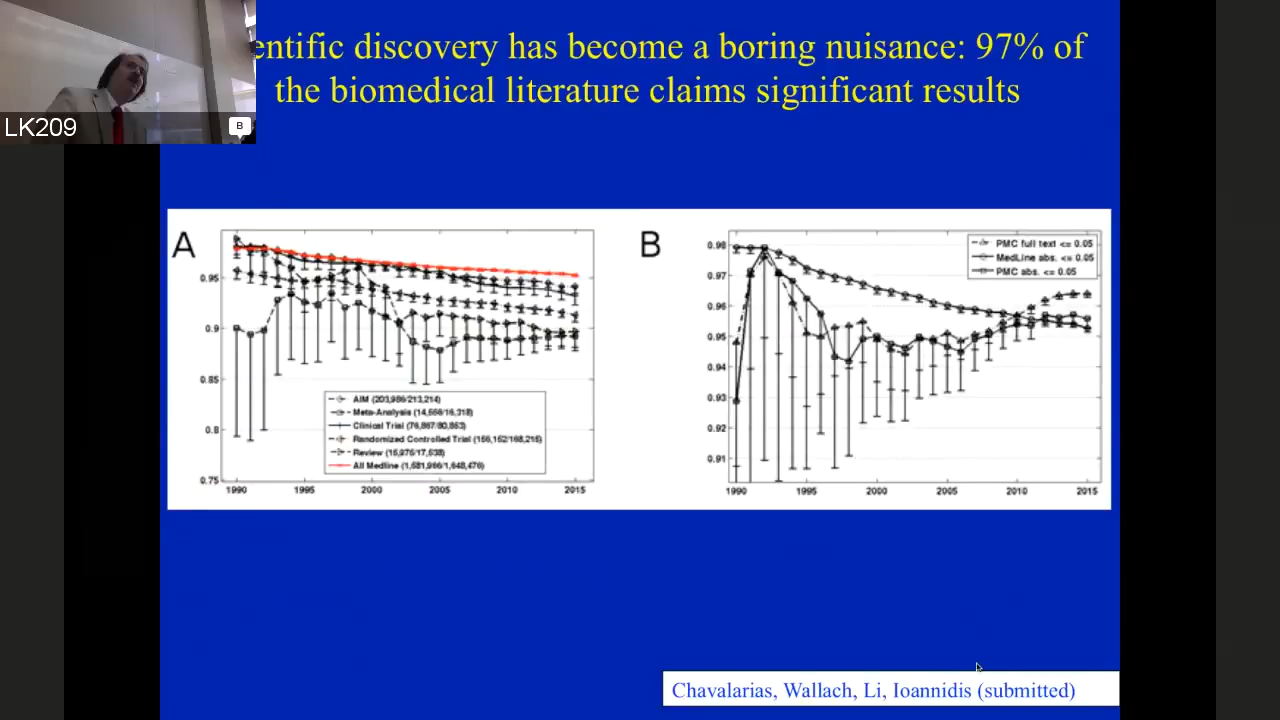 entific discovery has become a boring nuisance: 97% of
the biomedical literature claims significant results
LK209
B
A
0.95
0.9
0.85
0.8
0.75
1990 1995 2000 2005 2010 2015
AIM (203,986/213,214)
Meta-Analysis (14,556/16,318)
Clinical Trial (76,867/80,853)
Randomized Controlled Trial (156,152/168,215)
Review (15,975/17,538)
All Medline (1,581,966/1,648,476)
B
0.98
0.97
0.96
0.95
0.94
0.93
0.92
0.91
1990 1995 2000 2005 2010 2015
PMC full text <= 0.05
MedLine abs. <= 0.05
PMC abs. <= 0.05
Chavalarias, Wallach, Li, Ioannidis (submitted)